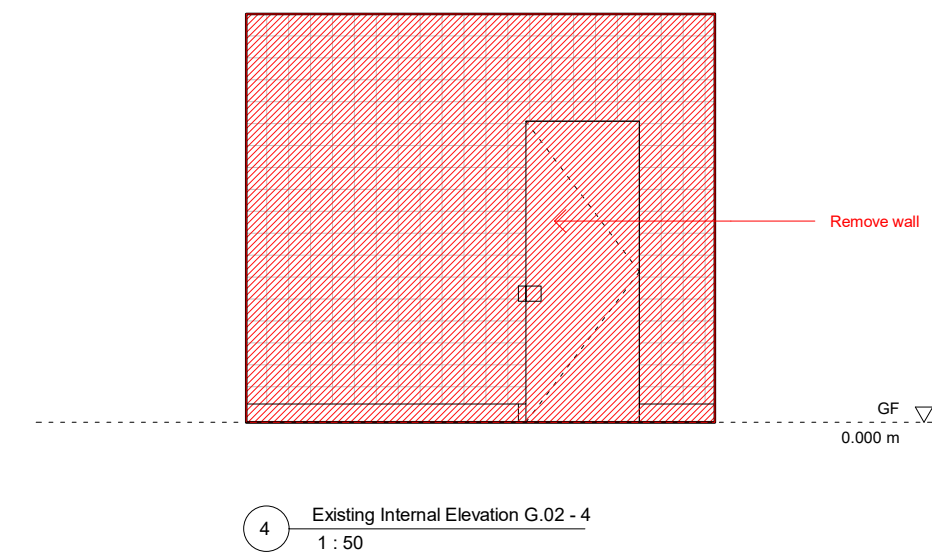 Remove wall
GF
0.000 m
4
Existing Internal Elevation G.02 - 4
1 : 50